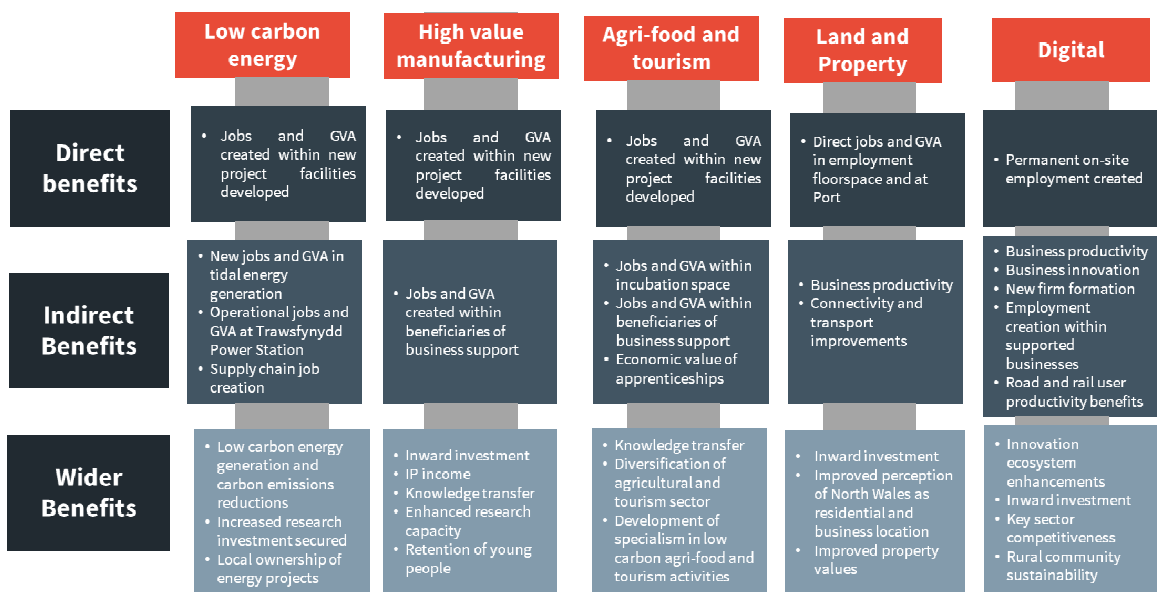 Low carbon
energy
High value
manufacturing
Agri-food and
tourism
Land and
Property
Digital
Direct
benefits
• Jobs and GVA
created within new
project facilities
developed
• Jobs and GVA
created within new
project facilities
developed
• Jobs and GVA
created within new
project facilities
developed
• Direct jobs and GVA
in employment
floorspace and at
Port
• Permanent on-site
employment created
Indirect
Benefits
• New jobs and GVA in
tidal energy
generation
• Operational jobs and
GVA at Trawsfynydd
Power Station
• Supply chain job
creation
• Jobs and GVA
created within
beneficiaries of
business support
• Jobs and GVA within
incubation space
• Jobs and GVA within
beneficiaries of
business support
• Economic value of
apprenticeships
• Business productivity
• Connectivity and
transport
improvements
• Business productivity
• Business innovation
• New firm formation
• Employment
creation within
supported
businesses
• Road and rail user
productivity benefits
Wider
Benefits
• Low carbon energy
generation and
carbon emissions
reductions
• Increased research
investment secured
• Local ownership of
energy projects
• Inward investment
• IP income
• Knowledge transfer
• Enhanced research
capacity
• Retention of young
people
• Knowledge transfer
• Diversification of
agricultural and
tourism sector
• Development of
specialism in low
carbon agri-food and
tourism activities
• Inward investment
• Improved perception
of North Wales as
residential and
business location
• Improved property
values
• Innovation
ecosystem
enhancements
• Inward investment
• Key sector
competitiveness
• Rural community
sustainability